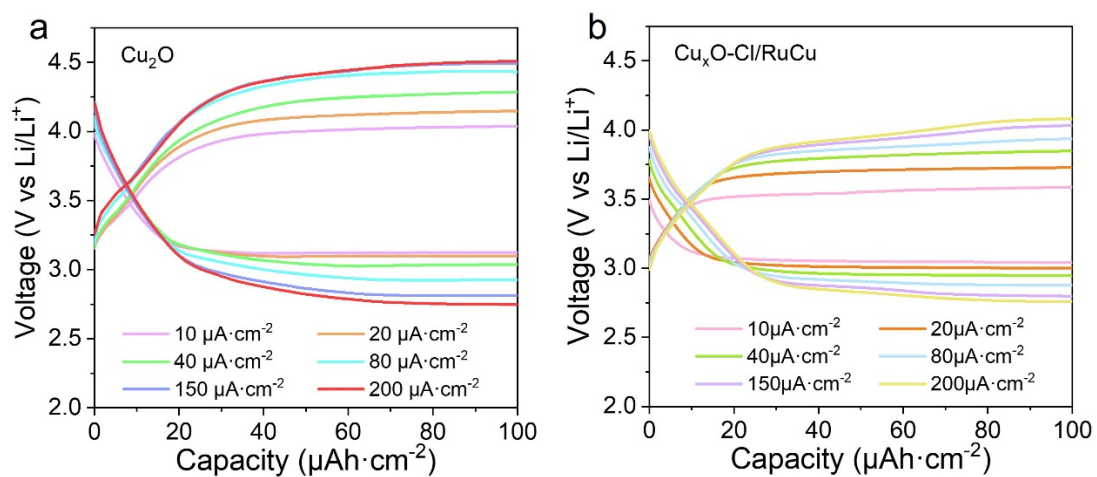 a
Cu₂O
Voltage (V vs Li/Li⁺)
4.5
4.0
3.5
3.0
2.5
2.0
10 μA·cm⁻² 20 μA·cm⁻²
40 μA·cm⁻² 80 μA·cm⁻²
150 μA·cm⁻² 200 μA·cm⁻²
0 20 40 60 80 100
Capacity (μAh·cm⁻²)
b
CuₓO-Cl/RuCu
Voltage (V vs Li/Li⁺)
4.5
4.0
3.5
3.0
2.5
2.0
10μA·cm⁻² 20μA·cm⁻²
40μA·cm⁻² 80μA·cm⁻²
150μA·cm⁻² 200μA·cm⁻²
0 20 40 60 80 100
Capacity (μAh·cm⁻²)